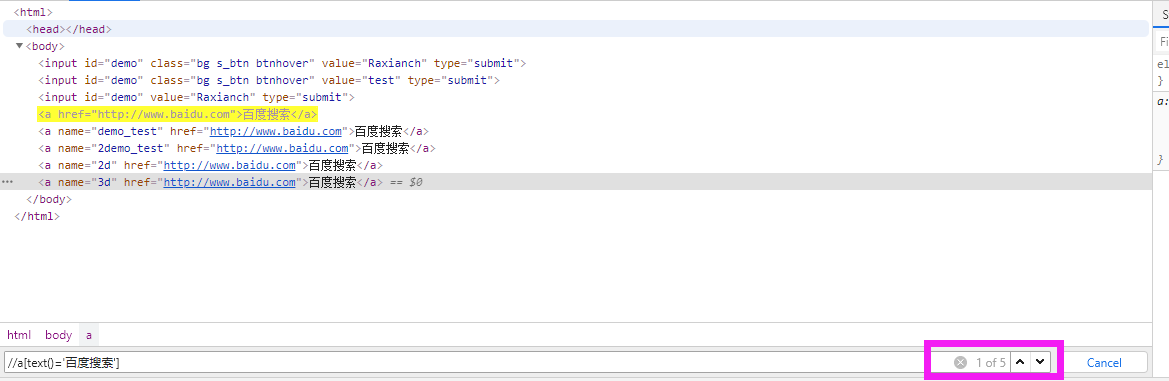 <html>
<head></head>
<body>
<input id="demo" class="bg s_btn btnhover" value="Raxianch" type="submit">
<input id="demo" class="bg s_btn btnhover" value="test" type="submit">
<input id="demo" value="Raxianch" type="submit">
<a href="http://www.baidu.com">百度搜索</a>
<a name="demo_test" href="http://www.baidu.com">百度搜索</a>
<a name="2demo_test" href="http://www.baidu.com">百度搜索</a>
<a name="2d" href="http://www.baidu.com">百度搜索</a>
... <a name="3d" href="http://www.baidu.com">百度搜索</a> == $0
</body>
</html>
S
Fi
el
}
a:
}
html body a
//a[text()='百度搜索'] 1 of 5 Cancel